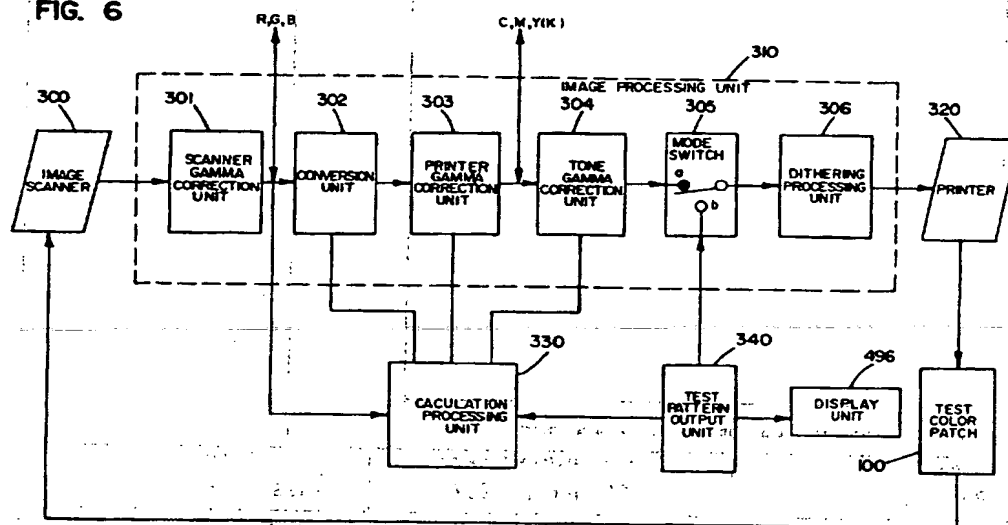 FIG. 6
R,G,B
C,M,Y(K)
310
IMAGE PROCESSING UNIT
300
301
302
303
304
305
306
320
IMAGE
SCANNER
SCANNER
GAMMA
CORRECTION
UNIT
CONVERSION
UNIT
PRINTER
GAMMA
CORRECTION
UNIT
TONE
GAMMA
CORRECTION
UNIT
MODE
SWITCH
a
b
DITHERING
PROCESSING
UNIT
PRINTER
330
340
496
CACULATION
PROCESSING
UNIT
TEST
PATTERN
OUTPUT
UNIT
DISPLAY
UNIT
TEST
COLOR
PATCH
100